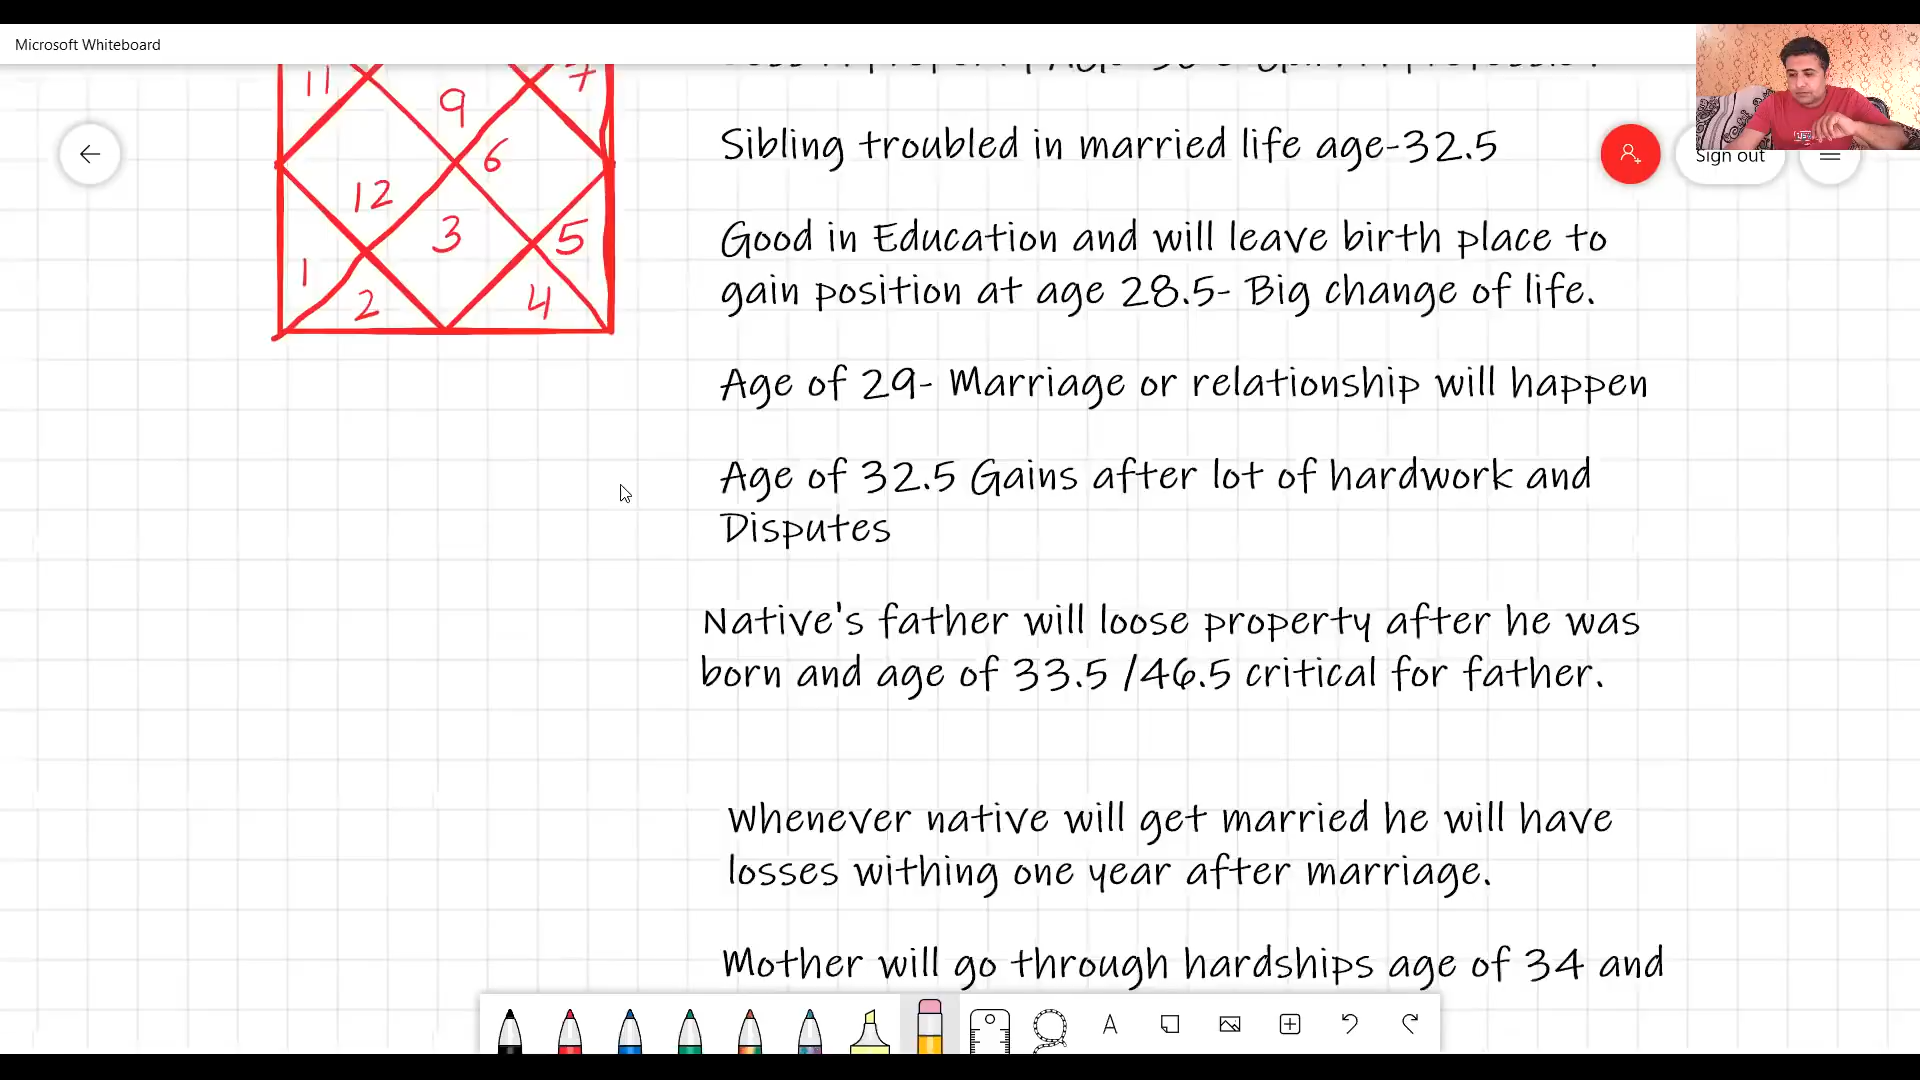 Microsoft Whiteboard
Sign out
11
7
9
6
12
3
5
1
2
4
Sibling troubled in married life age-32.5
Good in Education and will leave birth place to
gain position at age 28.5- Big change of life.
Age of 29- Marriage or relationship will happen
Age of 32.5 Gains after lot of hardwork and
Disputes
Native's father will loose property after he was
born and age of 33.5 /46.5 critical for father.
Whenever native will get married he will have
losses withing one year after marriage.
Mother will go through hardships age of 34 and
A